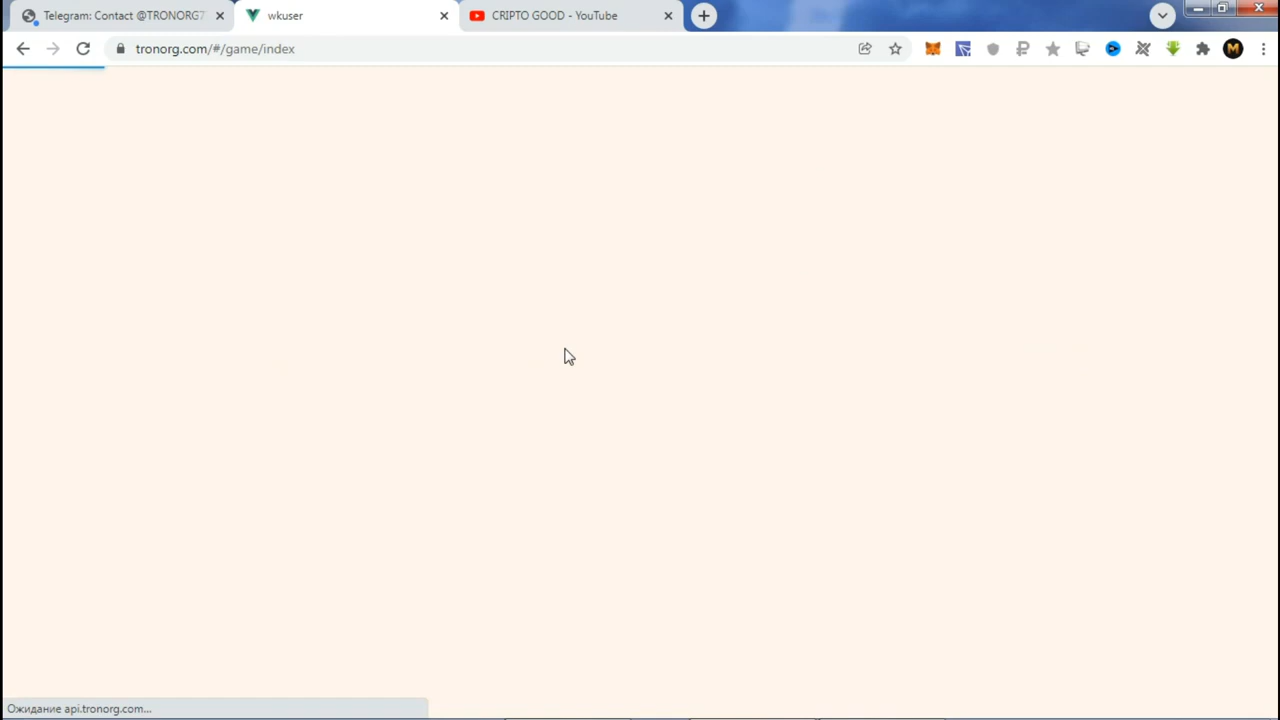 Telegram: Contact @TRONORG7
wkuser
CRIPTO GOOD - YouTube
tronorg.com/#/game/index
M
Ожидание api.tronorg.com...